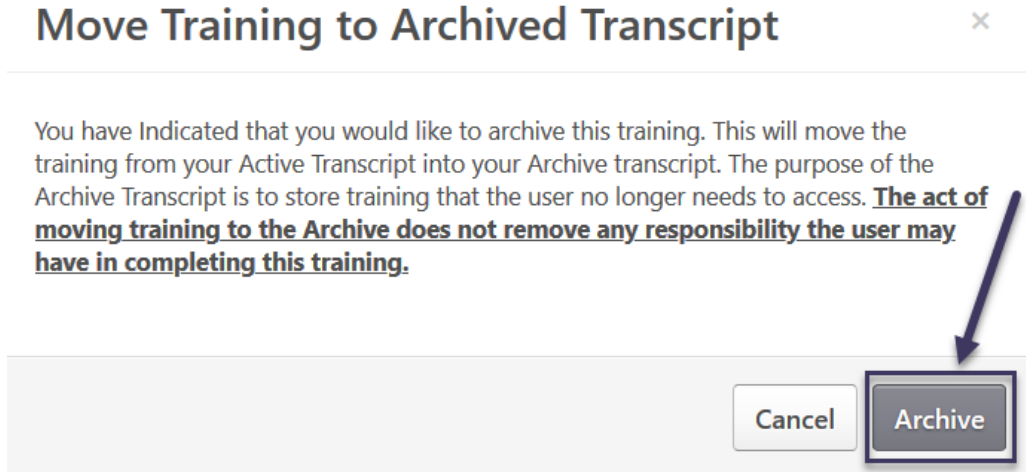 Move Training to Archived Transcript
×
You have Indicated that you would like to archive this training. This will move the
training from your Active Transcript into your Archive transcript. The purpose of the
Archive Transcript is to store training that the user no longer needs to access. The act of
moving training to the Archive does not remove any responsibility the user may
have in completing this training.
Cancel
Archive